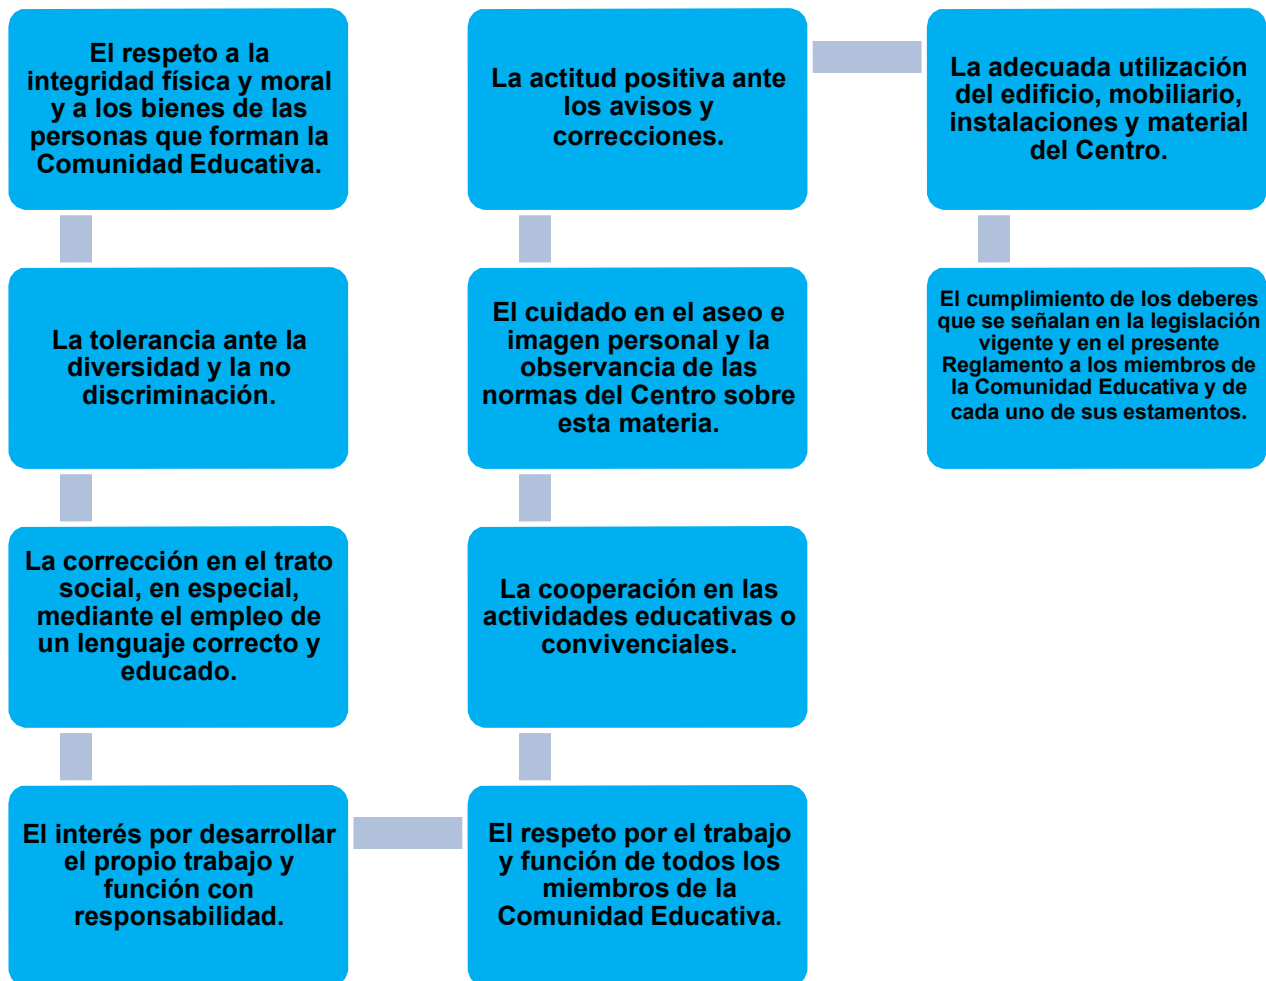 El respeto a la
integridad física y moral
y a los bienes de las
personas que forman la
Comunidad Educativa.
La tolerancia ante la
diversidad y la no
discriminación.
La corrección en el trato
social, en especial,
mediante el empleo de
un lenguaje correcto y
educado.
El interés por desarrollar
el propio trabajo y
función con
responsabilidad.
El respeto por el trabajo
y función de todos los
miembros de la
Comunidad Educativa.
La cooperación en las
actividades educativas o
convivenciales.
El cuidado en el aseo e
imagen personal y la
observancia de las
normas del Centro sobre
esta materia.
La actitud positiva ante
los avisos y
correcciones.
La adecuada utilización
del edificio, mobiliario,
instalaciones y material
del Centro.
El cumplimiento de los deberes
que se señalan en la legislación
vigente y en el presente
Reglamento a los miembros de
la Comunidad Educativa y de
cada uno de sus estamentos.